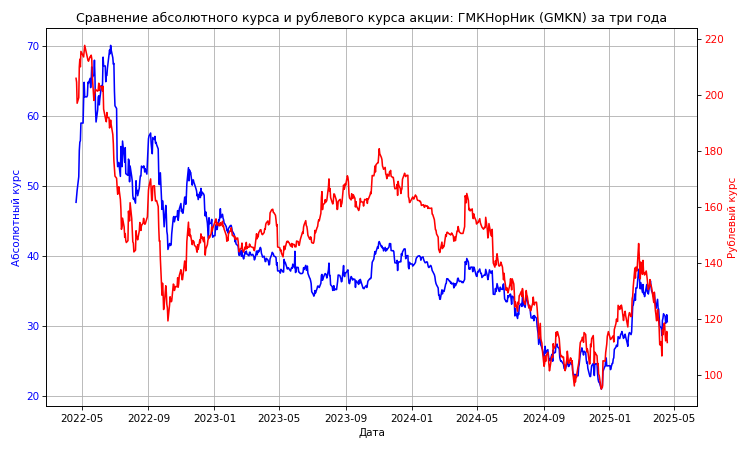 Сравнение абсолютного курса и рублевого курса акции: ГМКНорНик (GMKN) за три года
70
60
50
40
30
20
Абсолютный курс
220
200
180
160
140
120
100
Рублевый курс
2022-05 2022-09 2023-01 2023-05 2023-09 2024-01 2024-05 2024-09 2025-01 2025-05
Дата